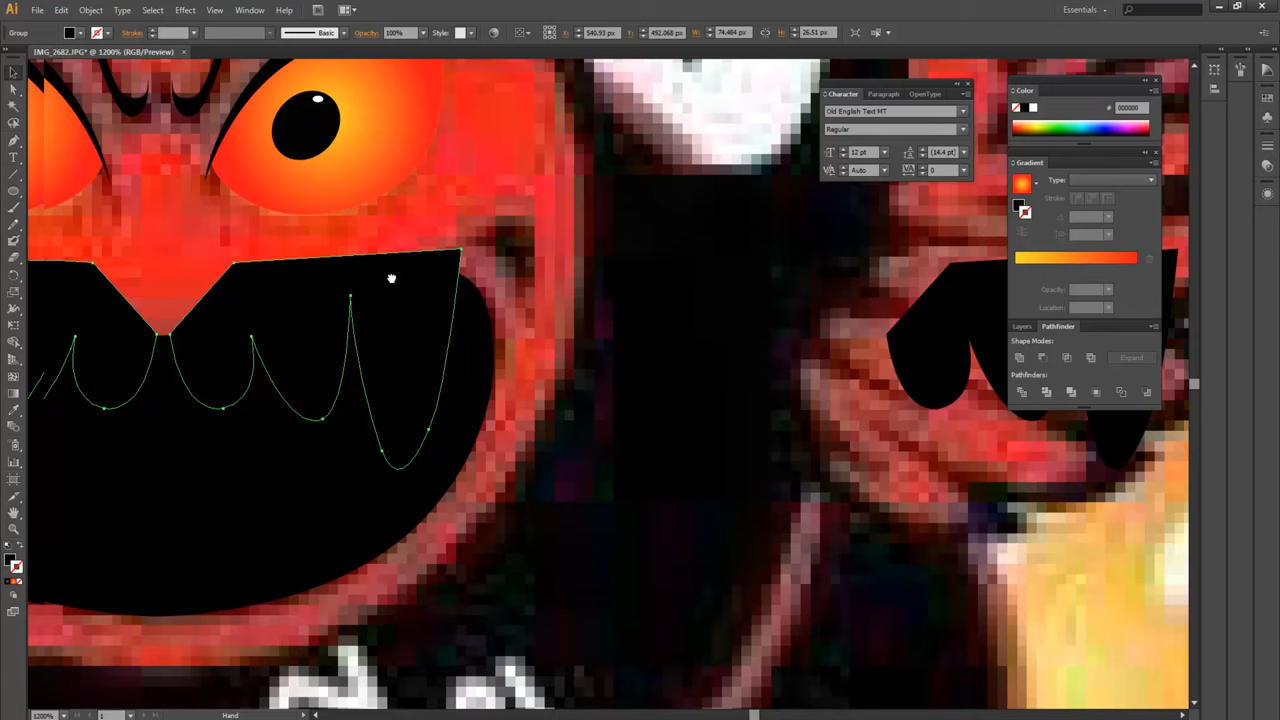 Ai File Edit Object Type Select Effect View Window Help Br Essentials
Group Stroke: Basic Opacity: 100% Style: X: 540.93 px Y: 492.068 px W: 74.484 px H: 26.51 px
IMG_2682.JPG* @ 1200% (RGB/Preview) ×
Character Paragraph OpenType
Old English Text MT
Regular
12 pt (14.4 pt)
Auto 0
Color
# 000000
Gradient
Type:
Stroke:
Opacity:
Location:
Layers Pathfinder
Shape Modes:
Expand
Pathfinders:
1200% 1 Hand